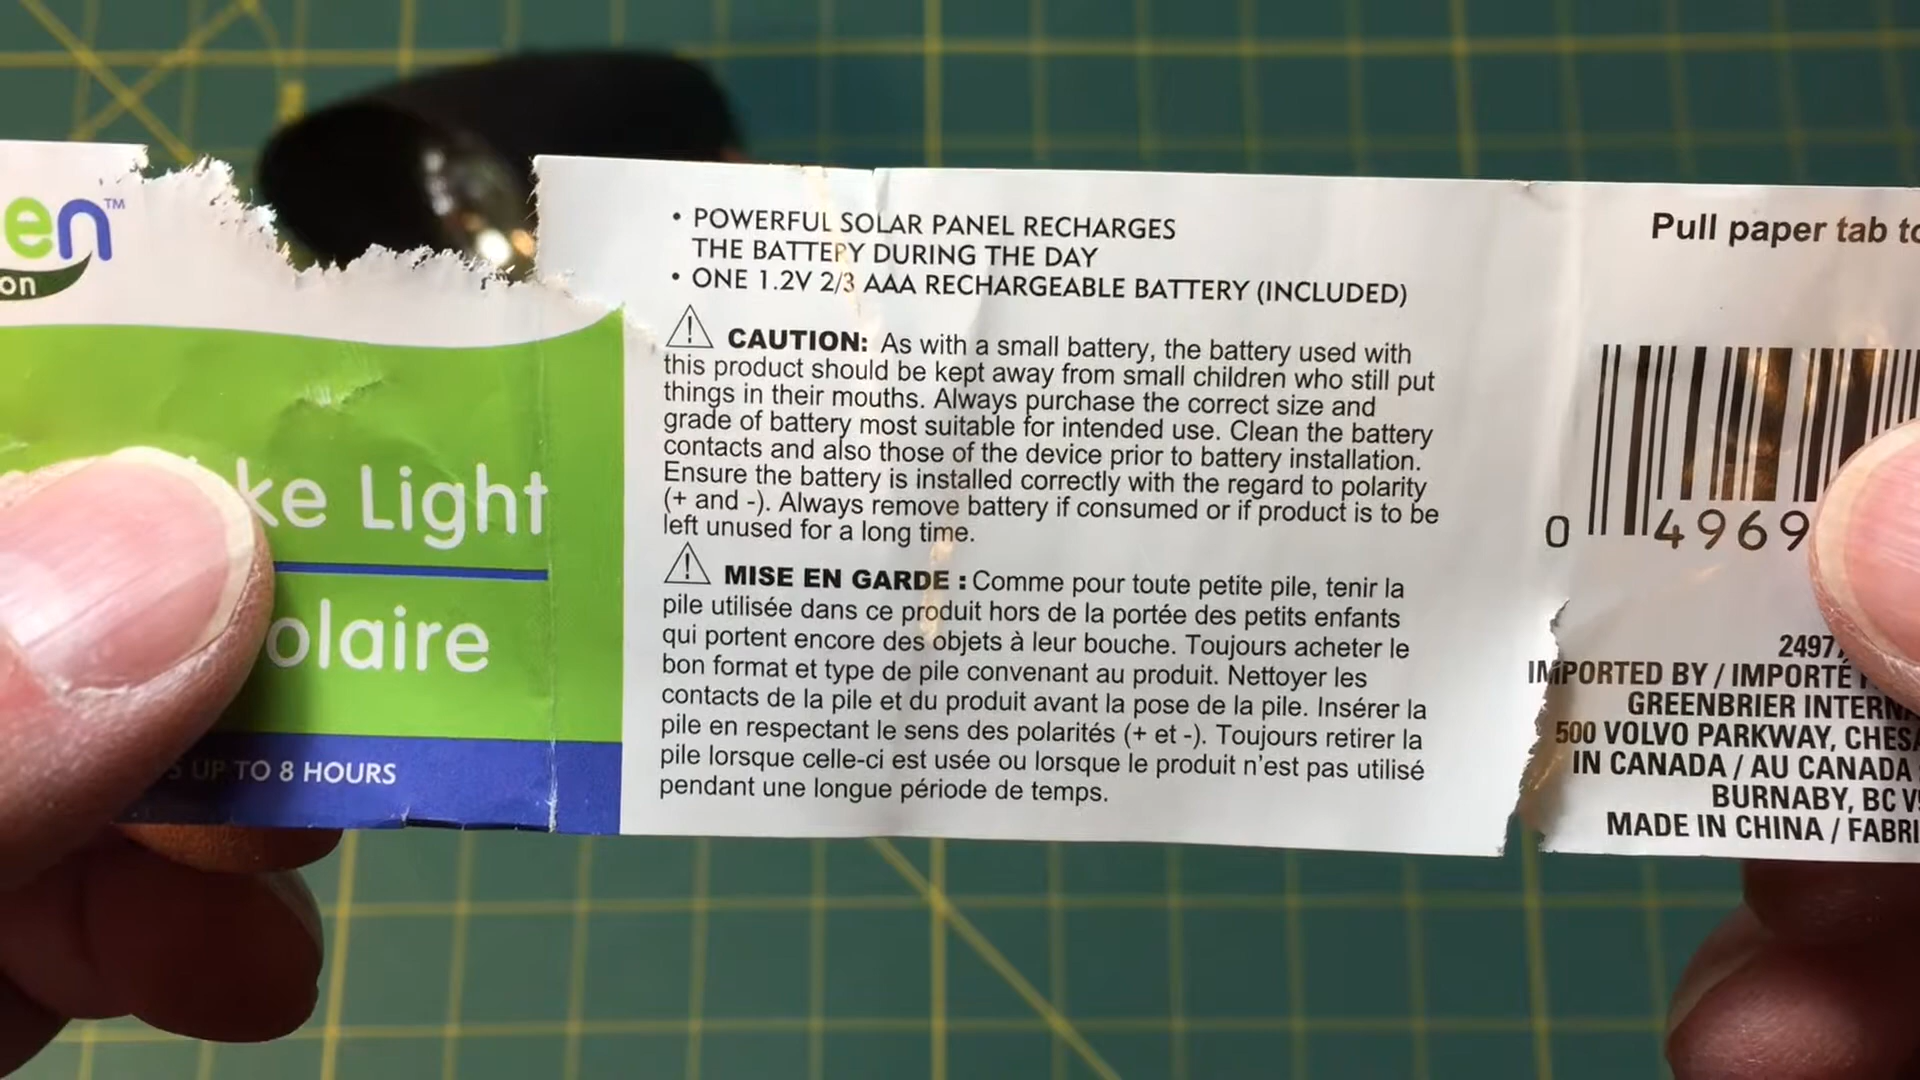 en™
on
ke Light
olaire
UP TO 8 HOURS
• POWERFUL SOLAR PANEL RECHARGES
THE BATTERY DURING THE DAY
• ONE 1.2V 2/3 AAA RECHARGEABLE BATTERY (INCLUDED)
CAUTION: As with a small battery, the battery used with
this product should be kept away from small children who still put
things in their mouths. Always purchase the correct size and
grade of battery most suitable for intended use. Clean the battery
contacts and also those of the device prior to battery installation.
Ensure the battery is installed correctly with the regard to polarity
(+ and -). Always remove battery if consumed or if product is to be
left unused for a long time.
MISE EN GARDE : Comme pour toute petite pile, tenir la
pile utilisée dans ce produit hors de la portée des petits enfants
qui portent encore des objets à leur bouche. Toujours acheter le
bon format et type de pile convenant au produit. Nettoyer les
contacts de la pile et du produit avant la pose de la pile. Insérer la
pile en respectant le sens des polarités (+ et -). Toujours retirer la
pile lorsque celle-ci est usée ou lorsque le produit n'est pas utilisé
pendant une longue période de temps.
Pull paper tab to
0 4969
2497
IMPORTED BY / IMPORTÉ
GREENBRIER INTERN
500 VOLVO PARKWAY, CHESA
IN CANADA / AU CANADA
BURNABY, BC V
MADE IN CHINA / FABRI